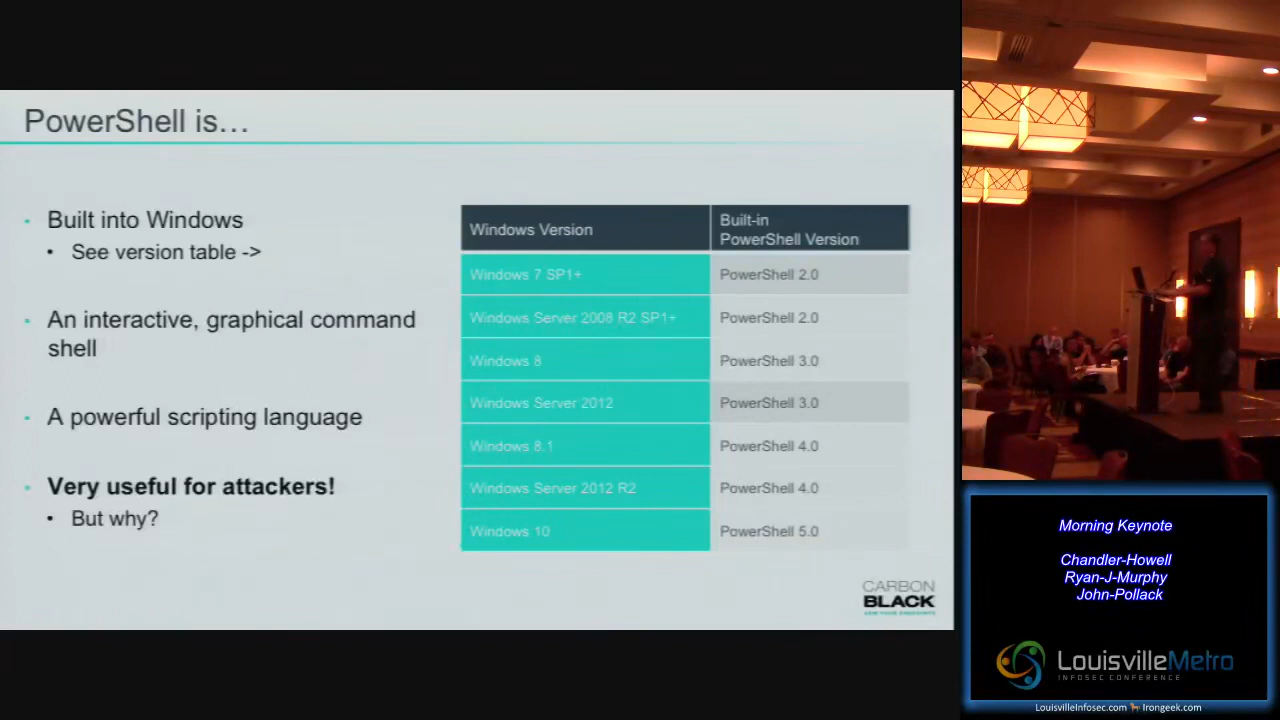 PowerShell is…
Built into Windows
See version table ->
An interactive, graphical command
shell
A powerful scripting language
Very useful for attackers!
But why?
Windows Version
Built-in
PowerShell Version
Windows 7 SP1+
PowerShell 2.0
Windows Server 2008 R2 SP1+
PowerShell 2.0
Windows 8
PowerShell 3.0
Windows Server 2012
PowerShell 3.0
Windows 8.1
PowerShell 4.0
Windows Server 2012 R2
PowerShell 4.0
Windows 10
PowerShell 5.0
CARBON
BLACK
Morning Keynote
Chandler-Howell
Ryan-J-Murphy
John-Pollack
LouisvilleMetro
INFOSEC CONFERENCE
LouisvilleInfosec.com Irongeek.com